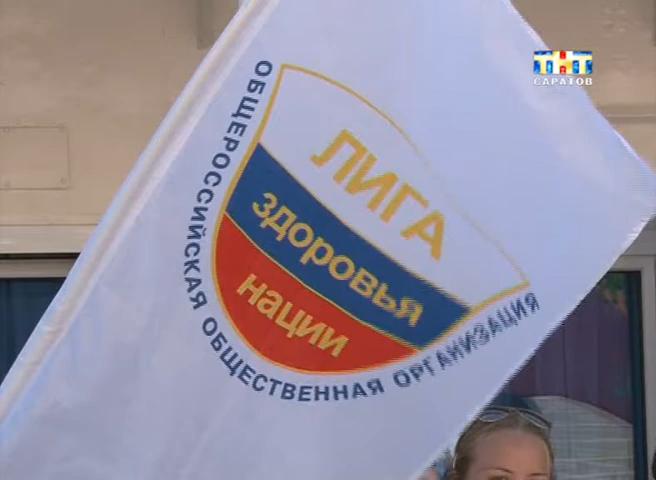 ТНТ
САРАТОВ
ЛИГА
ЗДОРОВЬЯ
НАЦИИ
ОБЩЕРОССИЙСКАЯ ОБЩЕСТВЕННАЯ ОРГАНИЗАЦИЯ